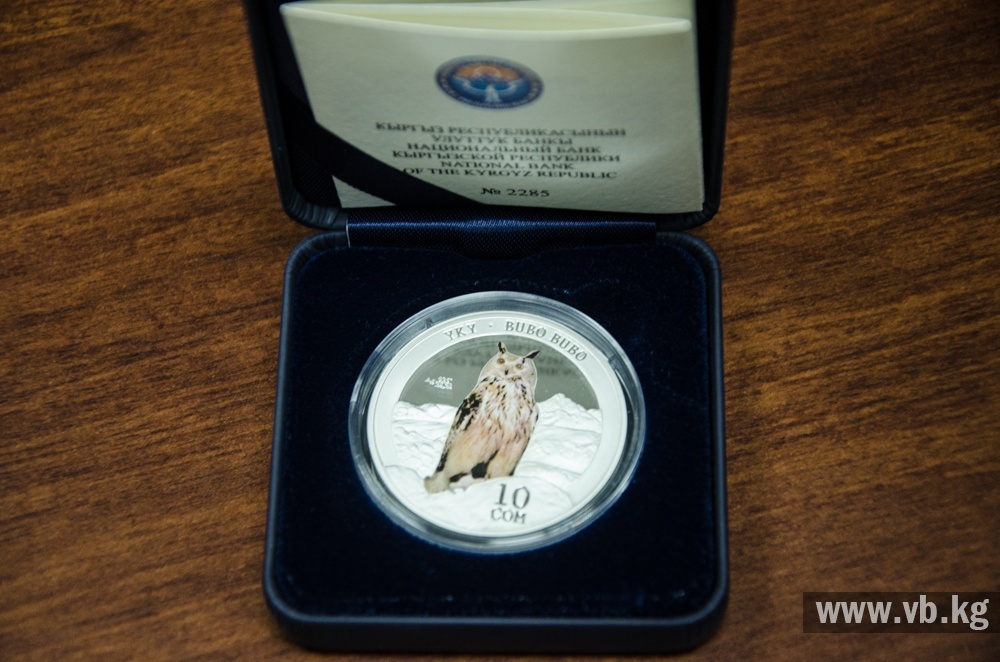 КЫРГЫЗ РЕСПУБЛИКАСЫНЫН
УЛУТТУК БАНКЫ
НАЦИОНАЛЬНЫЙ БАНК
КЫРГЫЗСКОЙ РЕСПУБЛИКИ
NATIONAL BANK
OF THE KYRGYZ REPUBLIC
№ 2285
ҮКҮ · BUBO BUBO
10
СОМ
www.vb.kg